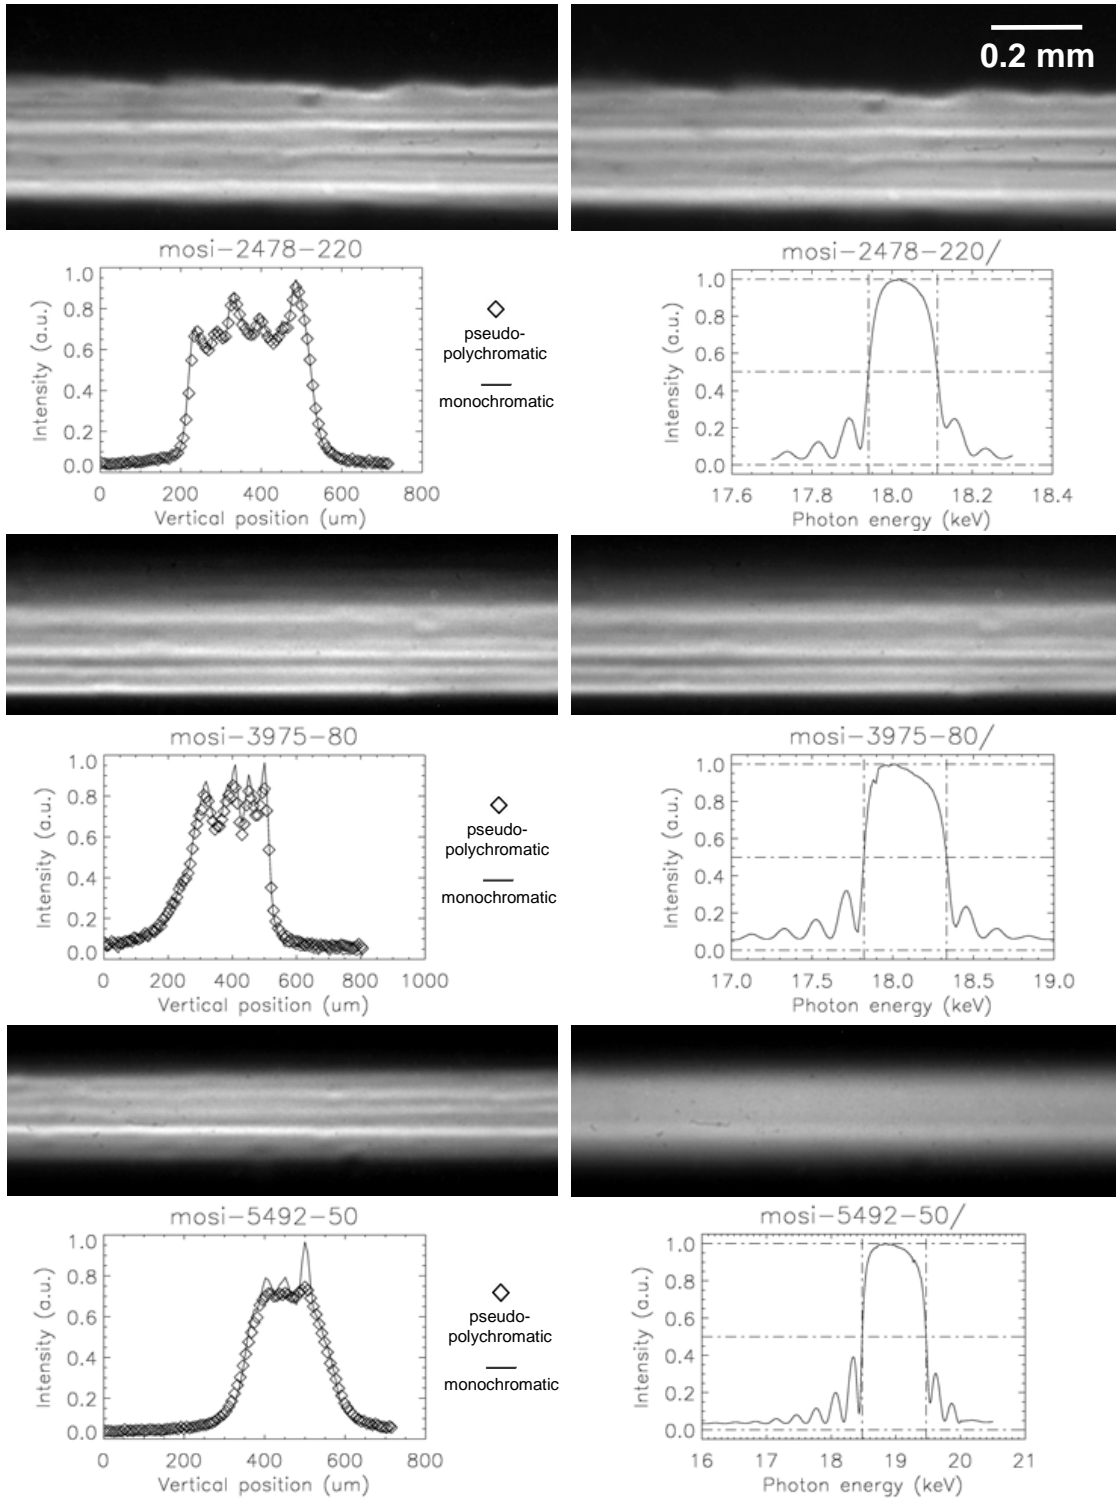 0.2 mm
mosi-2478-220
1.0
0.8
0.6
0.4
0.2
0.0
Intensity (a.u.)
0 200 400 600 800
Vertical position (um)
pseudo-
polychromatic
monochromatic
mosi-2478-220/
1.0
0.8
0.6
0.4
0.2
0.0
Intensity (a.u.)
17.6 17.8 18.0 18.2 18.4
Photon energy (keV)
mosi-3975-80
1.0
0.8
0.6
0.4
0.2
0.0
Intensity (a.u.)
0 200 400 600 800 1000
Vertical position (um)
pseudo-
polychromatic
monochromatic
mosi-3975-80/
1.0
0.8
0.6
0.4
0.2
0.0
Intensity (a.u.)
17.0 17.5 18.0 18.5 19.0
Photon energy (keV)
mosi-5492-50
1.0
0.8
0.6
0.4
0.2
0.0
Intensity (a.u.)
0 200 400 600 800
Vertical position (um)
pseudo-
polychromatic
monochromatic
mosi-5492-50/
1.0
0.8
0.6
0.4
0.2
0.0
Intensity (a.u.)
16 17 18 19 20 21
Photon energy (keV)